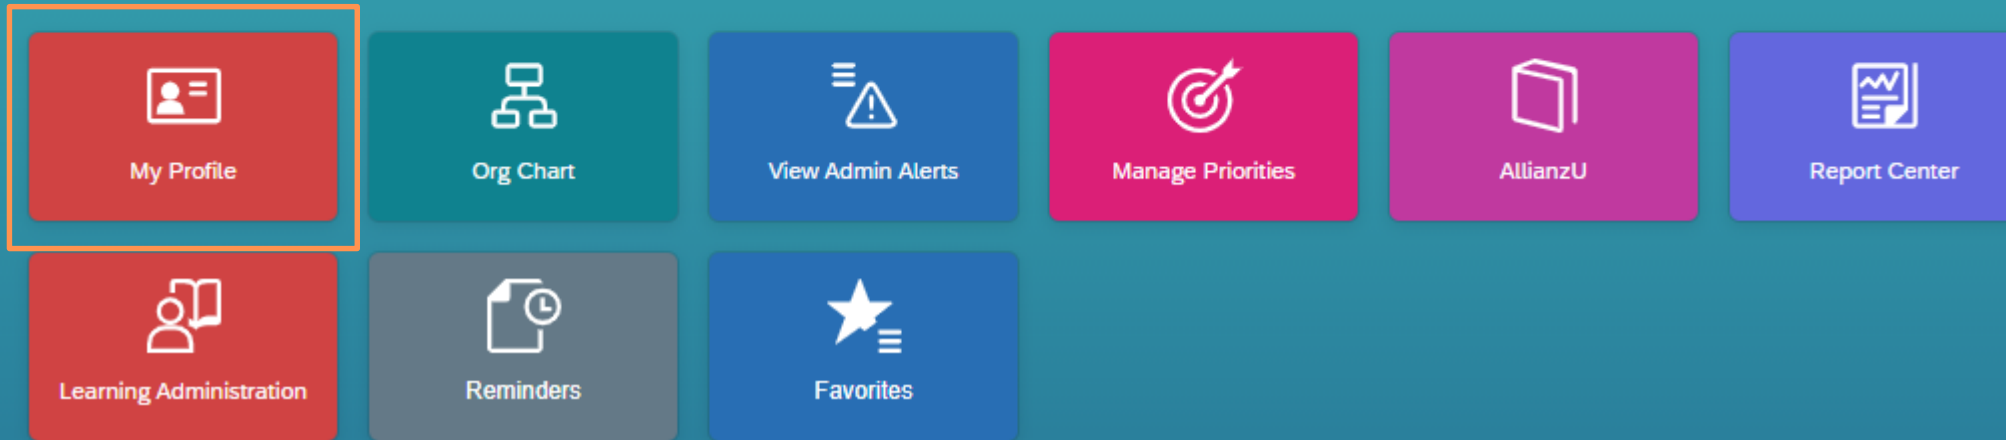 My Profile
Org Chart
View Admin Alerts
Manage Priorities
AllianzU
Report Center
Learning Administration
Reminders
Favorites